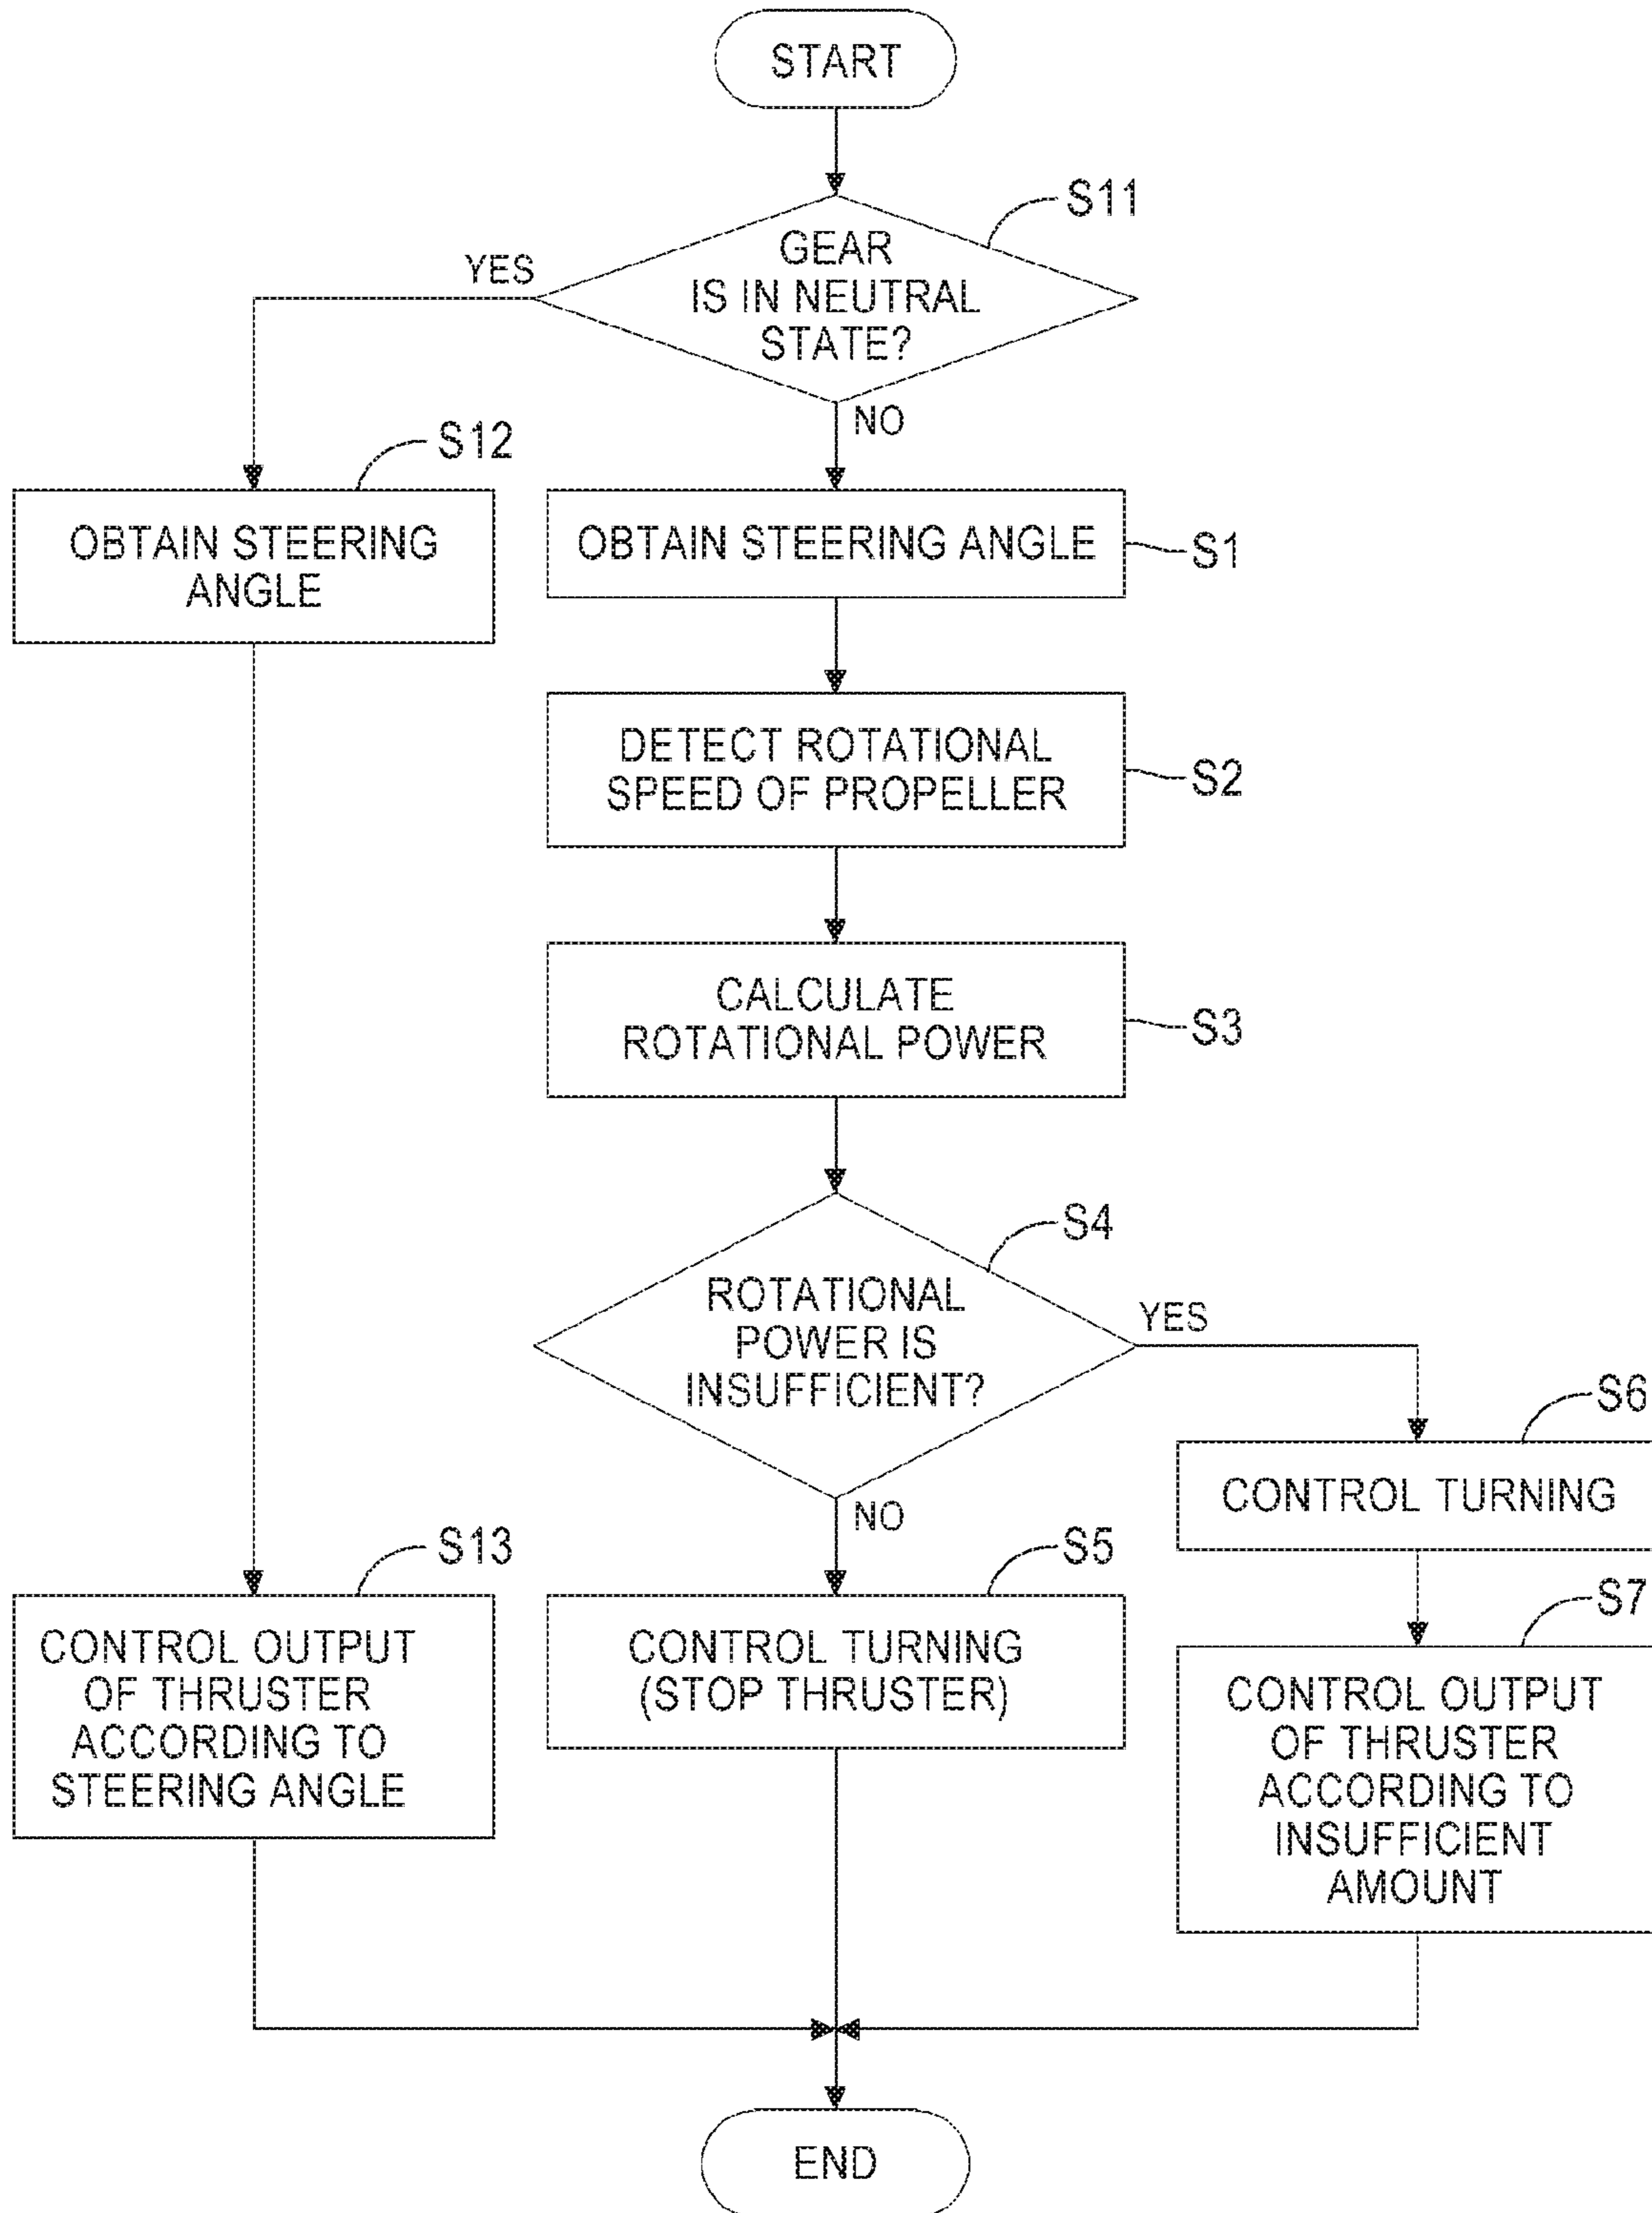 START
S11
GEAR
IS IN NEUTRAL
STATE?
YES
NO
S12
OBTAIN STEERING
ANGLE
OBTAIN STEERING ANGLE
S1
DETECT ROTATIONAL
SPEED OF PROPELLER
S2
CALCULATE
ROTATIONAL POWER
S3
S4
ROTATIONAL
POWER IS
INSUFFICIENT?
YES
NO
S6
CONTROL TURNING
S13
CONTROL OUTPUT
OF THRUSTER
ACCORDING TO
STEERING ANGLE
S5
CONTROL TURNING
(STOP THRUSTER)
S7
CONTROL OUTPUT
OF THRUSTER
ACCORDING TO
INSUFFICIENT
AMOUNT
END